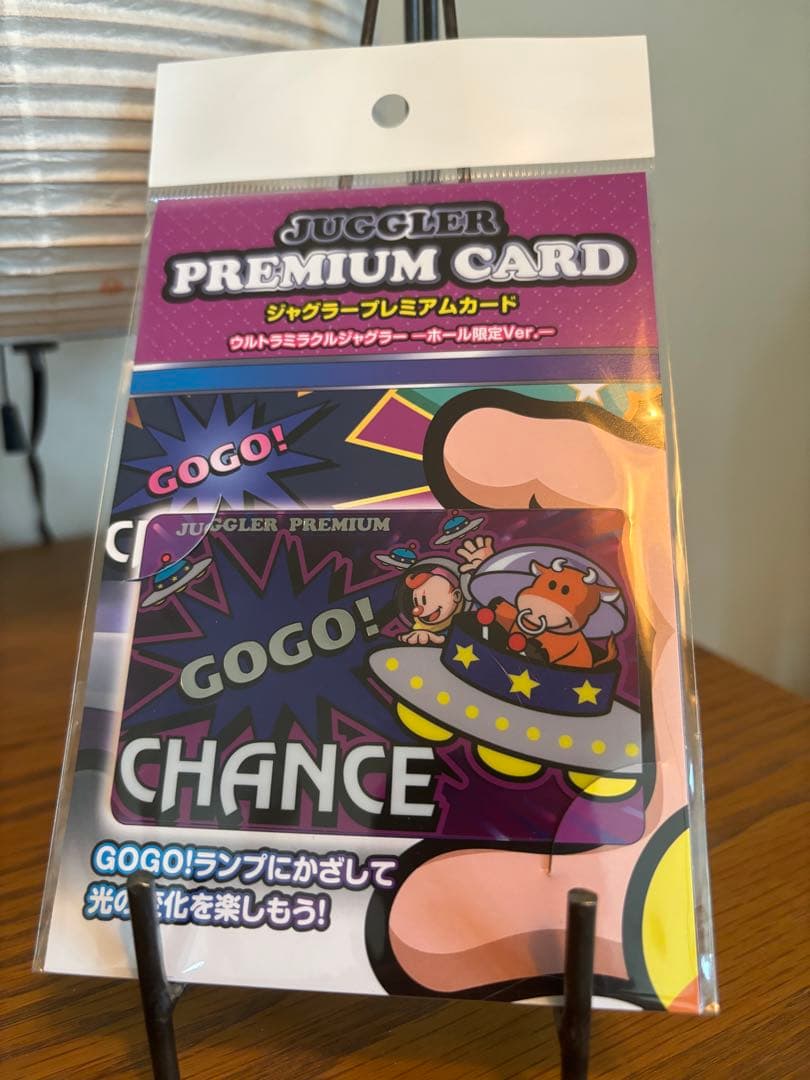 JUGGLER
PREMIUM CARD
ジャグラープレミアムカード
ウルトラミラクルジャグラー ーホール限定Ver.ー
GOGO!
JUGGLER PREMIUM
GOGO!
CHANCE
GOGO!ランプにかざして
光の変化を楽しもう!